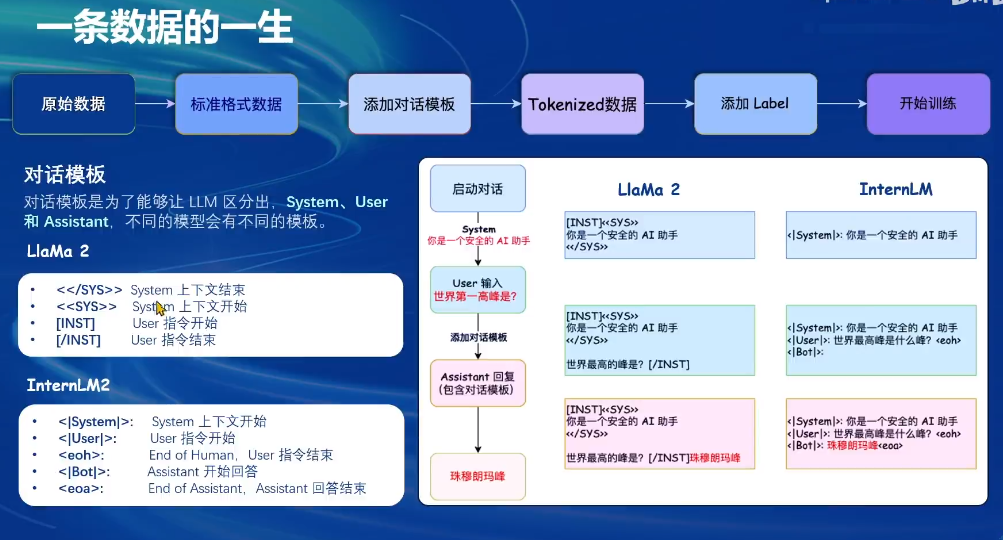 一条数据的一生
原始数据
标准格式数据
添加对话模板
Tokenized数据
添加 Label
开始训练
对话模板
对话模板是为了能够让 LLM 区分出，System、User
和 Assistant，不同的模型会有不同的模板。
LlaMa 2
• <</SYS>> System 上下文结束
• <<SYS>> System 上下文开始
• [INST] User 指令开始
• [/INST] User 指令结束
InternLM2
• <|System|>: System 上下文开始
• <|User|>: User 指令开始
• <eoh>: End of Human，User 指令结束
• <|Bot|>: Assistant 开始回答
• <eoa>: End of Assistant，Assistant 回答结束
启动对话
System
你是一个安全的 AI 助手
User 输入
世界第一高峰是?
添加对话模板
Assistant 回复
(包含对话模板)
珠穆朗玛峰
LlaMa 2
[INST]<<SYS>>
你是一个安全的 AI 助手
<</SYS>>
[INST]<<SYS>>
你是一个安全的 AI 助手
<</SYS>>
世界最高的峰是? [/INST]
[INST]<<SYS>>
你是一个安全的 AI 助手
<</SYS>>
世界最高的峰是? [/INST]珠穆朗玛峰
InternLM
<|System|>: 你是一个安全的 AI 助手
<|System|>: 你是一个安全的 AI 助手
<|User|>: 世界最高峰是什么峰? <eoh>
<|Bot|>:
<|System|>: 你是一个安全的 AI 助手
<|User|>: 世界最高峰是什么峰? <eoh>
<|Bot|>: 珠穆朗玛峰<eoa>